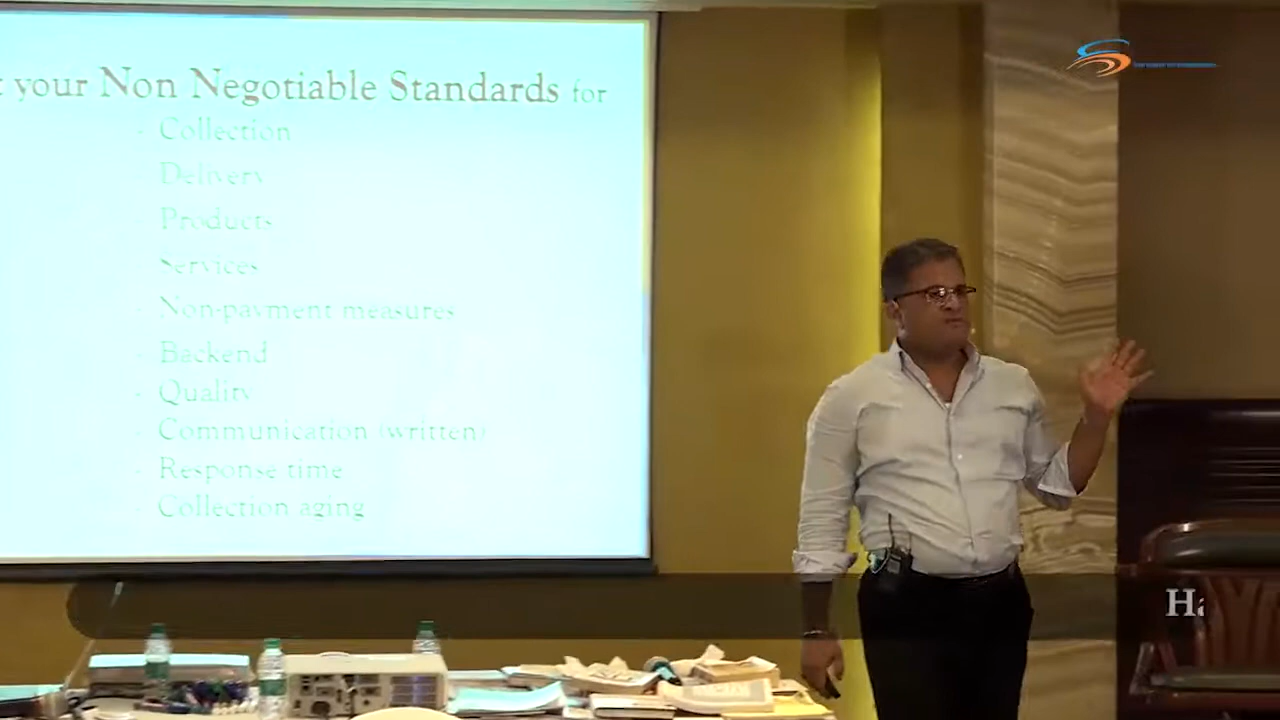 your Non Negotiable Standards for
- Collection
- Delivery
- Products
Services
- Non-payment measures
- Backend
- Quality
- Communication (written)
- Response time
- Collection aging
Ha